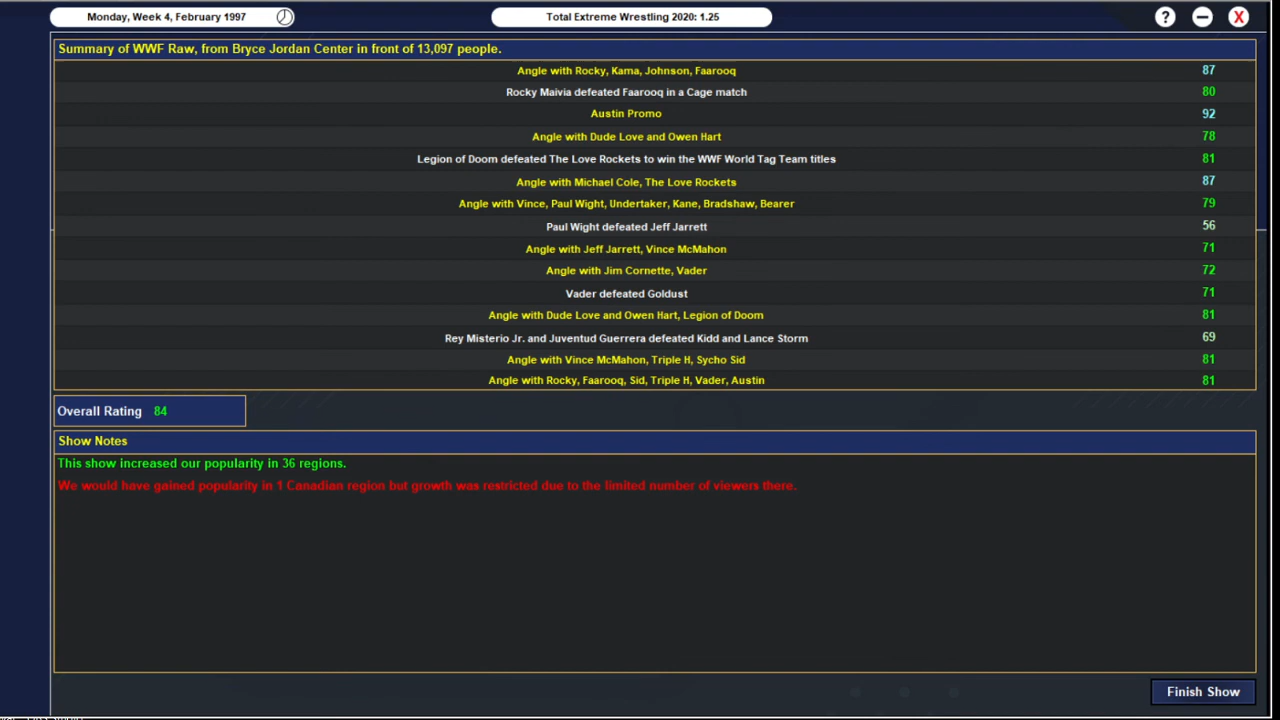 Monday, Week 4, February 1997
Total Extreme Wrestling 2020: 1.25
? X
Summary of WWF Raw, from Bryce Jordan Center in front of 13,097 people.
Angle with Rocky, Kama, Johnson, Faarooq 87
Rocky Maivia defeated Faarooq in a Cage match 80
Austin Promo 92
Angle with Dude Love and Owen Hart 78
Legion of Doom defeated The Love Rockets to win the WWF World Tag Team titles 81
Angle with Michael Cole, The Love Rockets 87
Angle with Vince, Paul Wight, Undertaker, Kane, Bradshaw, Bearer 79
Paul Wight defeated Jeff Jarrett 56
Angle with Jeff Jarrett, Vince McMahon 71
Angle with Jim Cornette, Vader 72
Vader defeated Goldust 71
Angle with Dude Love and Owen Hart, Legion of Doom 81
Rey Misterio Jr. and Juventud Guerrera defeated Kidd and Lance Storm 69
Angle with Vince McMahon, Triple H, Sycho Sid 81
Angle with Rocky, Faarooq, Sid, Triple H, Vader, Austin 81
Overall Rating 84
Show Notes
This show increased our popularity in 36 regions.
We would have gained popularity in 1 Canadian region but growth was restricted due to the limited number of viewers there.
Finish Show